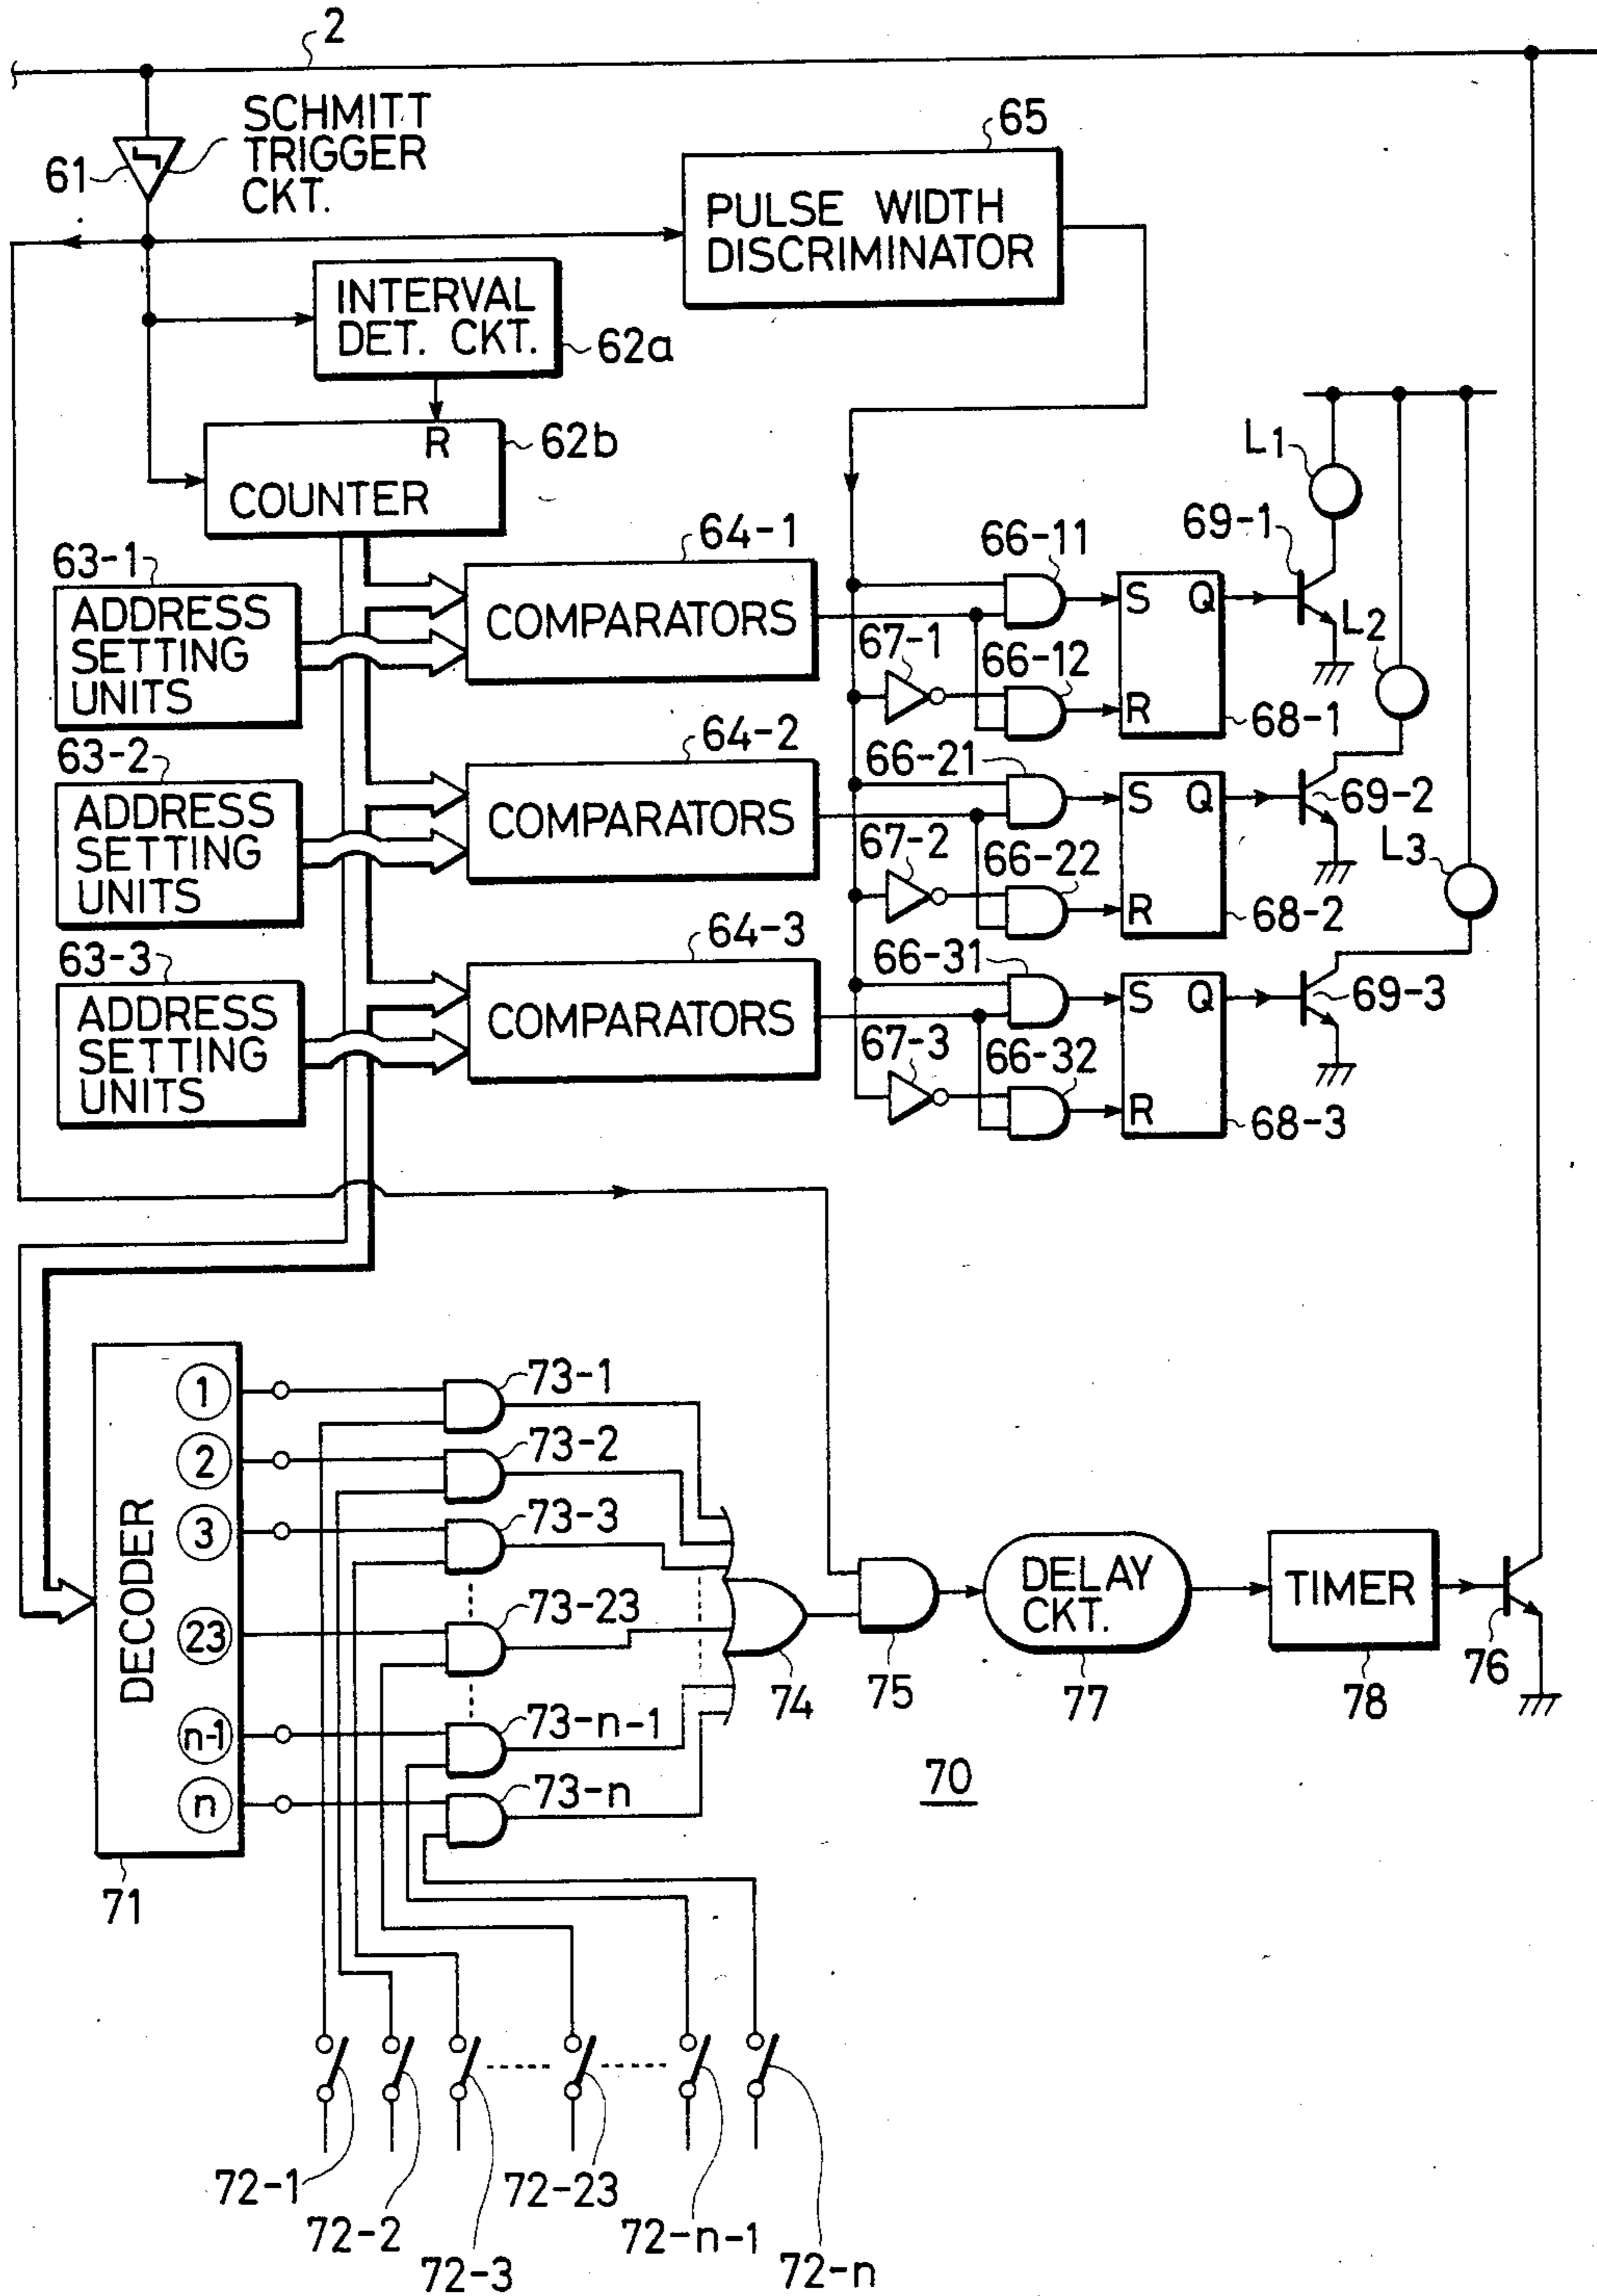 2
SCHMITT
TRIGGER
CKT.
61
65
PULSE WIDTH
DISCRIMINATOR
INTERVAL
DET. CKT.
62a
R
62b
COUNTER
L1
69-1
63-1
64-1
66-11
ADDRESS
SETTING
UNITS
COMPARATORS
S Q
67-1
66-12
L2
R
68-1
63-2
64-2
66-21
ADDRESS
SETTING
UNITS
COMPARATORS
S Q
69-2
67-2
66-22
L3
R
68-2
63-3
64-3
66-31
ADDRESS
SETTING
UNITS
COMPARATORS
S Q
69-3
67-3
66-32
R
68-3
DECODER
1
73-1
2
73-2
3
73-3
23
73-23
n-1
73-n-1
n
73-n
71
74
75
DELAY
CKT.
77
TIMER
78
76
70
72-1
72-2
72-3
72-23
72-n-1
72-n